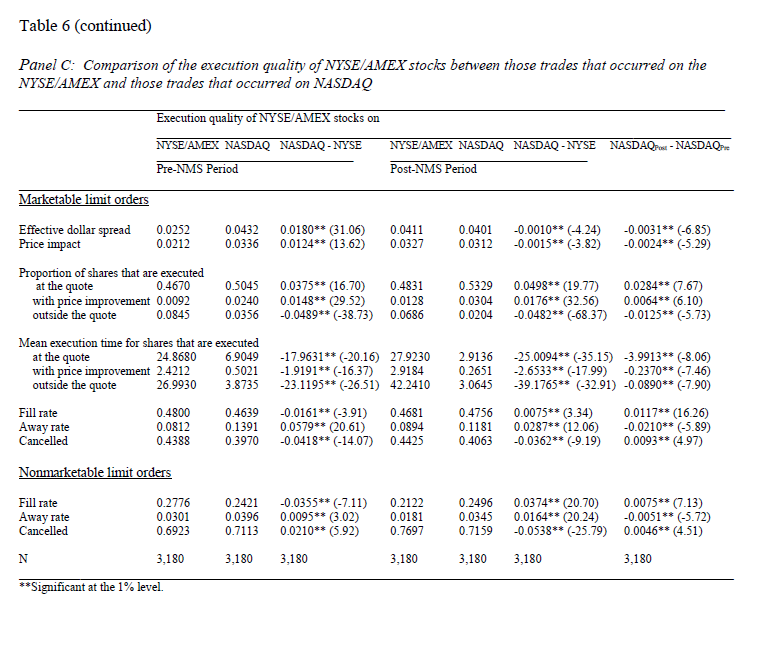 Table 6 (continued)
Panel C: Comparison of the execution quality of NYSE/AMEX stocks between those trades that occurred on the
NYSE/AMEX and those trades that occurred on NASDAQ
Execution quality of NYSE/AMEX stocks on
NYSE/AMEX NASDAQ NASDAQ - NYSE NYSE/AMEX NASDAQ NASDAQ - NYSE NASDAQPost - NASDAQPre
Pre-NMS Period Post-NMS Period
Marketable limit orders
Effective dollar spread 0.0252 0.0432 0.0180** (31.06) 0.0411 0.0401 -0.0010** (-4.24) -0.0031** (-6.85)
Price impact 0.0212 0.0336 0.0124** (13.62) 0.0327 0.0312 -0.0015** (-3.82) -0.0024** (-5.29)
Proportion of shares that are executed
at the quote 0.4670 0.5045 0.0375** (16.70) 0.4831 0.5329 0.0498** (19.77) 0.0284** (7.67)
with price improvement 0.0092 0.0240 0.0148** (29.52) 0.0128 0.0304 0.0176** (32.56) 0.0064** (6.10)
outside the quote 0.0845 0.0356 -0.0489** (-38.73) 0.0686 0.0204 -0.0482** (-68.37) -0.0125** (-5.73)
Mean execution time for shares that are executed
at the quote 24.8680 6.9049 -17.9631** (-20.16) 27.9230 2.9136 -25.0094** (-35.15) -3.9913** (-8.06)
with price improvement 2.4212 0.5021 -1.9191** (-16.37) 2.9184 0.2651 -2.6533** (-17.99) -0.2370** (-7.46)
outside the quote 26.9930 3.8735 -23.1195** (-26.51) 42.2410 3.0645 -39.1765** (-32.91) -0.0890** (-7.90)
Fill rate 0.4800 0.4639 -0.0161** (-3.91) 0.4681 0.4756 0.0075** (3.34) 0.0117** (16.26)
Away rate 0.0812 0.1391 0.0579** (20.61) 0.0894 0.1181 0.0287** (12.06) -0.0210** (-5.89)
Cancelled 0.4388 0.3970 -0.0418** (-14.07) 0.4425 0.4063 -0.0362** (-9.19) 0.0093** (4.97)
Nonmarketable limit orders
Fill rate 0.2776 0.2421 -0.0355** (-7.11) 0.2122 0.2496 0.0374** (20.70) 0.0075** (7.13)
Away rate 0.0301 0.0396 0.0095** (3.02) 0.0181 0.0345 0.0164** (20.24) -0.0051** (-5.72)
Cancelled 0.6923 0.7113 0.0210** (5.92) 0.7697 0.7159 -0.0538** (-25.79) 0.0046** (4.51)
N 3,180 3,180 3,180 3,180 3,180 3,180 3,180
**Significant at the 1% level.